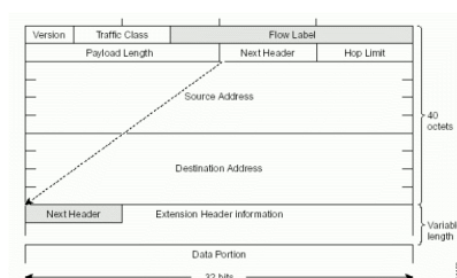 Version Traffic Class Flow Label
Payload Length Next Header Hop Limit
Source Address
40
octets
Destination Address
Next Header Extension Header information
Variabl
length
Data Portion
32 bits